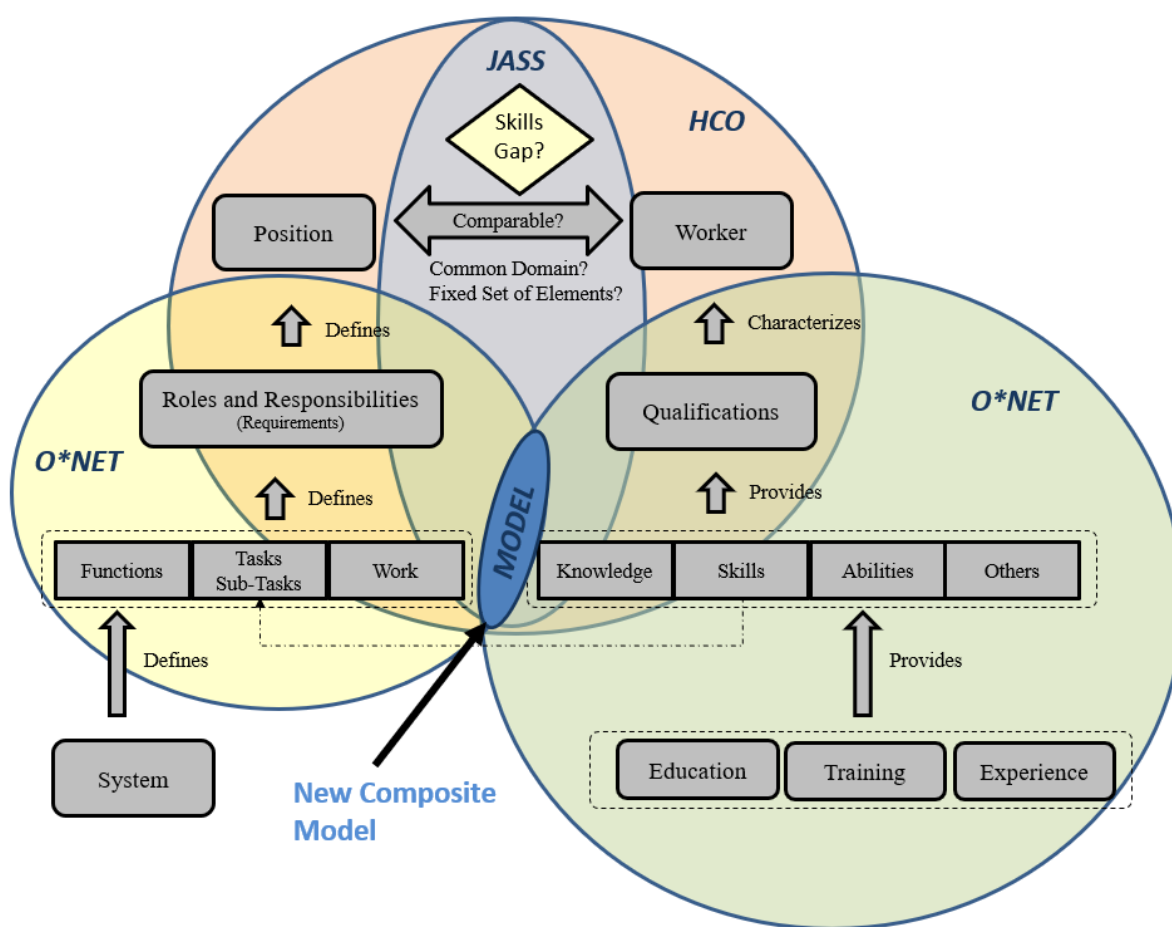 JASS
Skills
Gap?
HCO
Position
Comparable?
Worker
Common Domain?
Fixed Set of Elements?
Defines
Characterizes
Roles and Responsibilities
(Requirements)
Qualifications
O*NET
O*NET
Defines
Provides
MODEL
Functions
Tasks
Sub-Tasks
Work
Knowledge
Skills
Abilities
Others
Defines
Provides
System
Education
Training
Experience
New Composite
Model